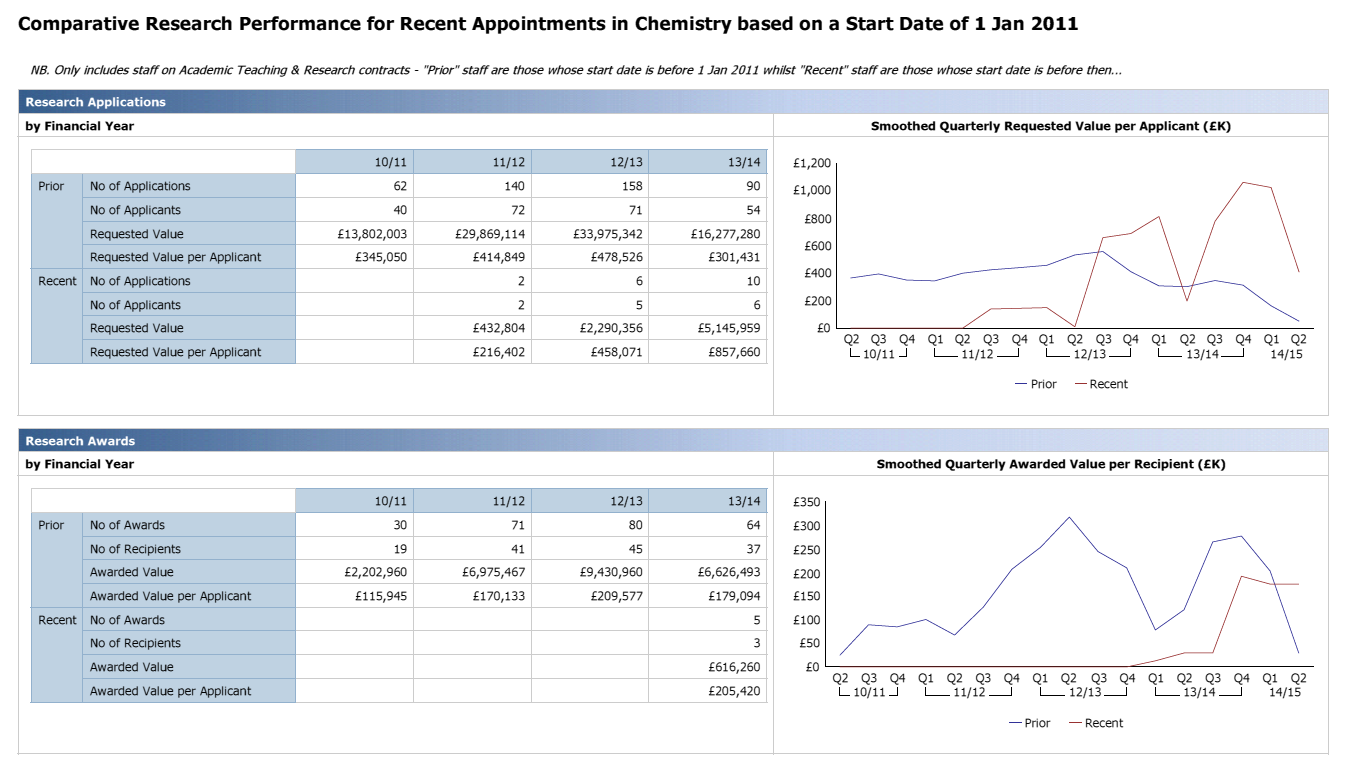 Comparative Research Performance for Recent Appointments in Chemistry based on a Start Date of 1 Jan 2011
NB. Only includes staff on Academic Teaching & Research contracts - "Prior" staff are those whose start date is before 1 Jan 2011 whilst "Recent" staff are those whose start date is before then...
Research Applications
by Financial Year
10/11 11/12 12/13 13/14
Prior No of Applications 62 140 158 90
No of Applicants 40 72 71 54
Requested Value £13,802,003 £29,869,114 £33,975,342 £16,277,280
Requested Value per Applicant £345,050 £414,849 £478,526 £301,431
Recent No of Applications 2 6 10
No of Applicants 2 5 6
Requested Value £432,804 £2,290,356 £5,145,959
Requested Value per Applicant £216,402 £458,071 £857,660
Smoothed Quarterly Requested Value per Applicant (£K)
£1,200
£1,000
£800
£600
£400
£200
£0
Q2 Q3 Q4 Q1 Q2 Q3 Q4 Q1 Q2 Q3 Q4 Q1 Q2 Q3 Q4 Q1 Q2
10/11 11/12 12/13 13/14 14/15
Prior Recent
Research Awards
by Financial Year
10/11 11/12 12/13 13/14
Prior No of Awards 30 71 80 64
No of Recipients 19 41 45 37
Awarded Value £2,202,960 £6,975,467 £9,430,960 £6,626,493
Awarded Value per Applicant £115,945 £170,133 £209,577 £179,094
Recent No of Awards 5
No of Recipients 3
Awarded Value £616,260
Awarded Value per Applicant £205,420
Smoothed Quarterly Awarded Value per Recipient (£K)
£350
£300
£250
£200
£150
£100
£50
£0
Q2 Q3 Q4 Q1 Q2 Q3 Q4 Q1 Q2 Q3 Q4 Q1 Q2 Q3 Q4 Q1 Q2
10/11 11/12 12/13 13/14 14/15
Prior Recent